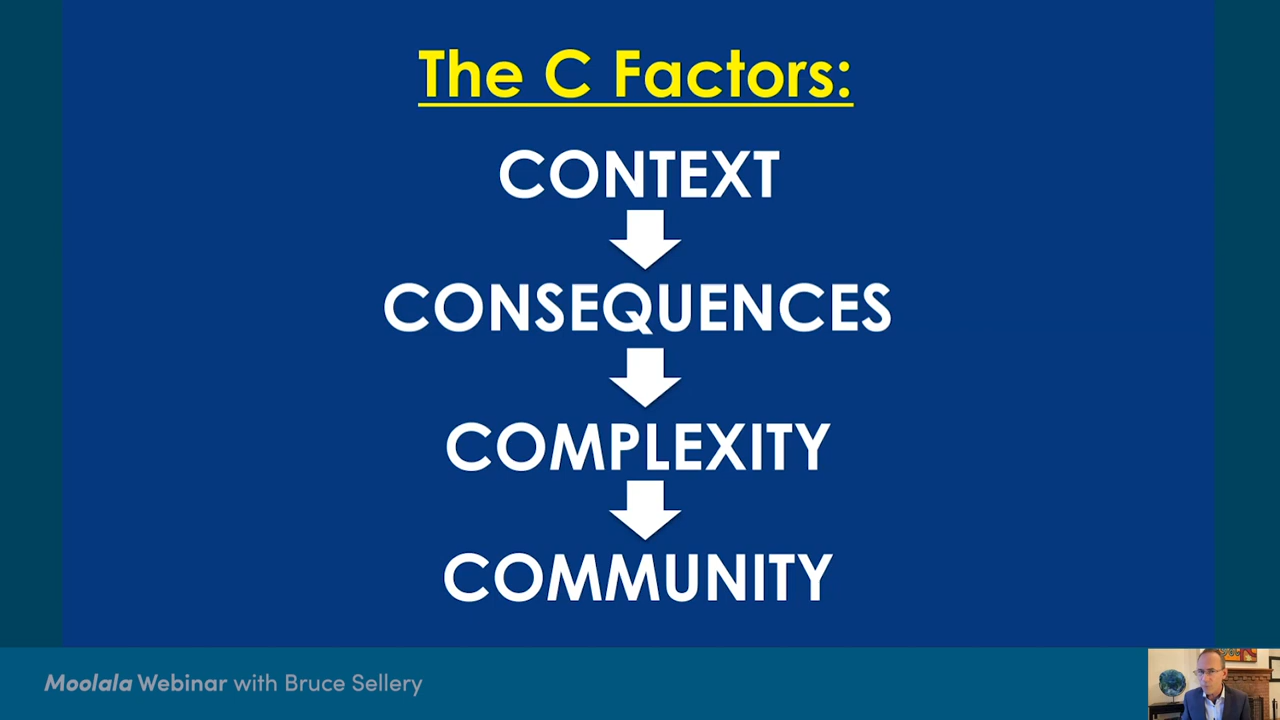 The C Factors:
CONTEXT
CONSEQUENCES
COMPLEXITY
COMMUNITY
Moolala Webinar with Bruce Sellery